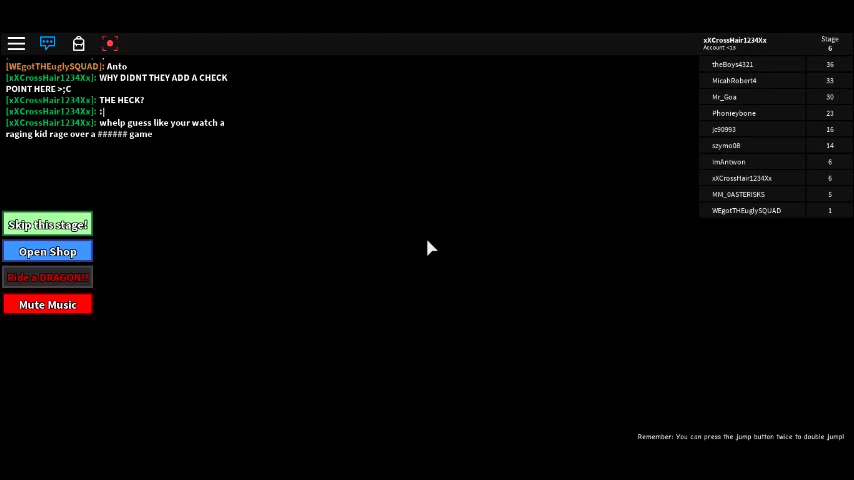 xXCrossHair1234Xx
Account <13
Stage
6
[WEgotTHEuglySQUAD]: Anto
[xXCrossHair1234Xx]: WHY DIDNT THEY ADD A CHECK
POINT HERE >;C
[xXCrossHair1234Xx]: THE HECK?
[xXCrossHair1234Xx]: :|
[xXCrossHair1234Xx]: whelp guess like your watch a
raging kid rage over a ###### game
theBoys4321 36
MicahRobert4 33
Mr_Goa 30
Phonieybone 23
jc90993 16
szymo08 14
ImAntwon 6
xXCrossHair1234Xx 6
MM_0ASTERISKS 5
WEgotTHEuglySQUAD 1
Skip this stage!
Open Shop
Ride a DRAGON!!
Mute Music
Remember: You can press the jump button twice to double jump!